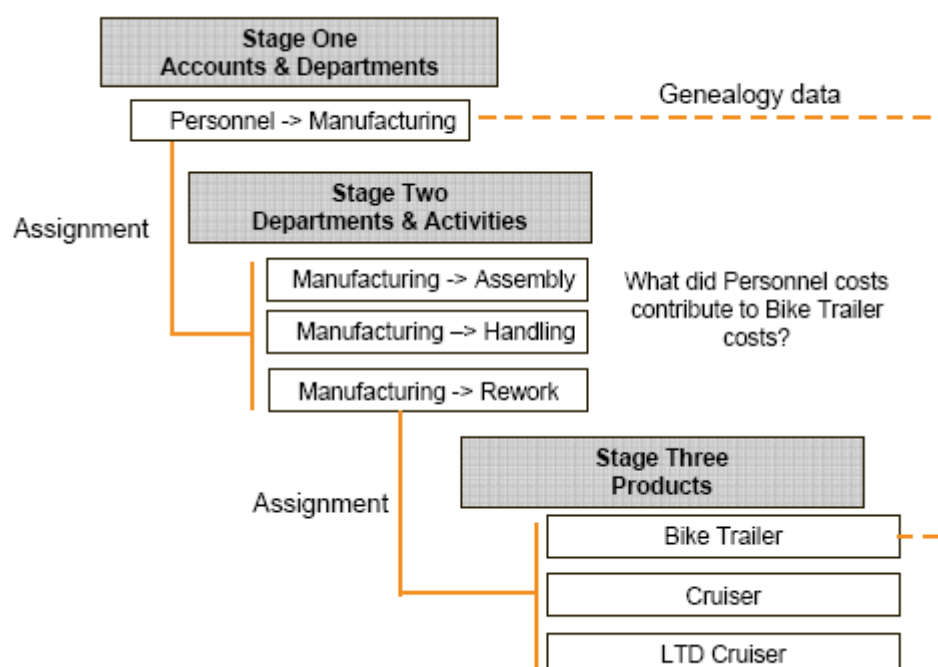 Stage One
Accounts & Departments
Genealogy data
Personnel -> Manufacturing
Stage Two
Departments & Activities
Assignment
Manufacturing -> Assembly
What did Personnel costs
contribute to Bike Trailer
costs?
Manufacturing –> Handling
Manufacturing -> Rework
Stage Three
Products
Assignment
Bike Trailer
Cruiser
LTD Cruiser